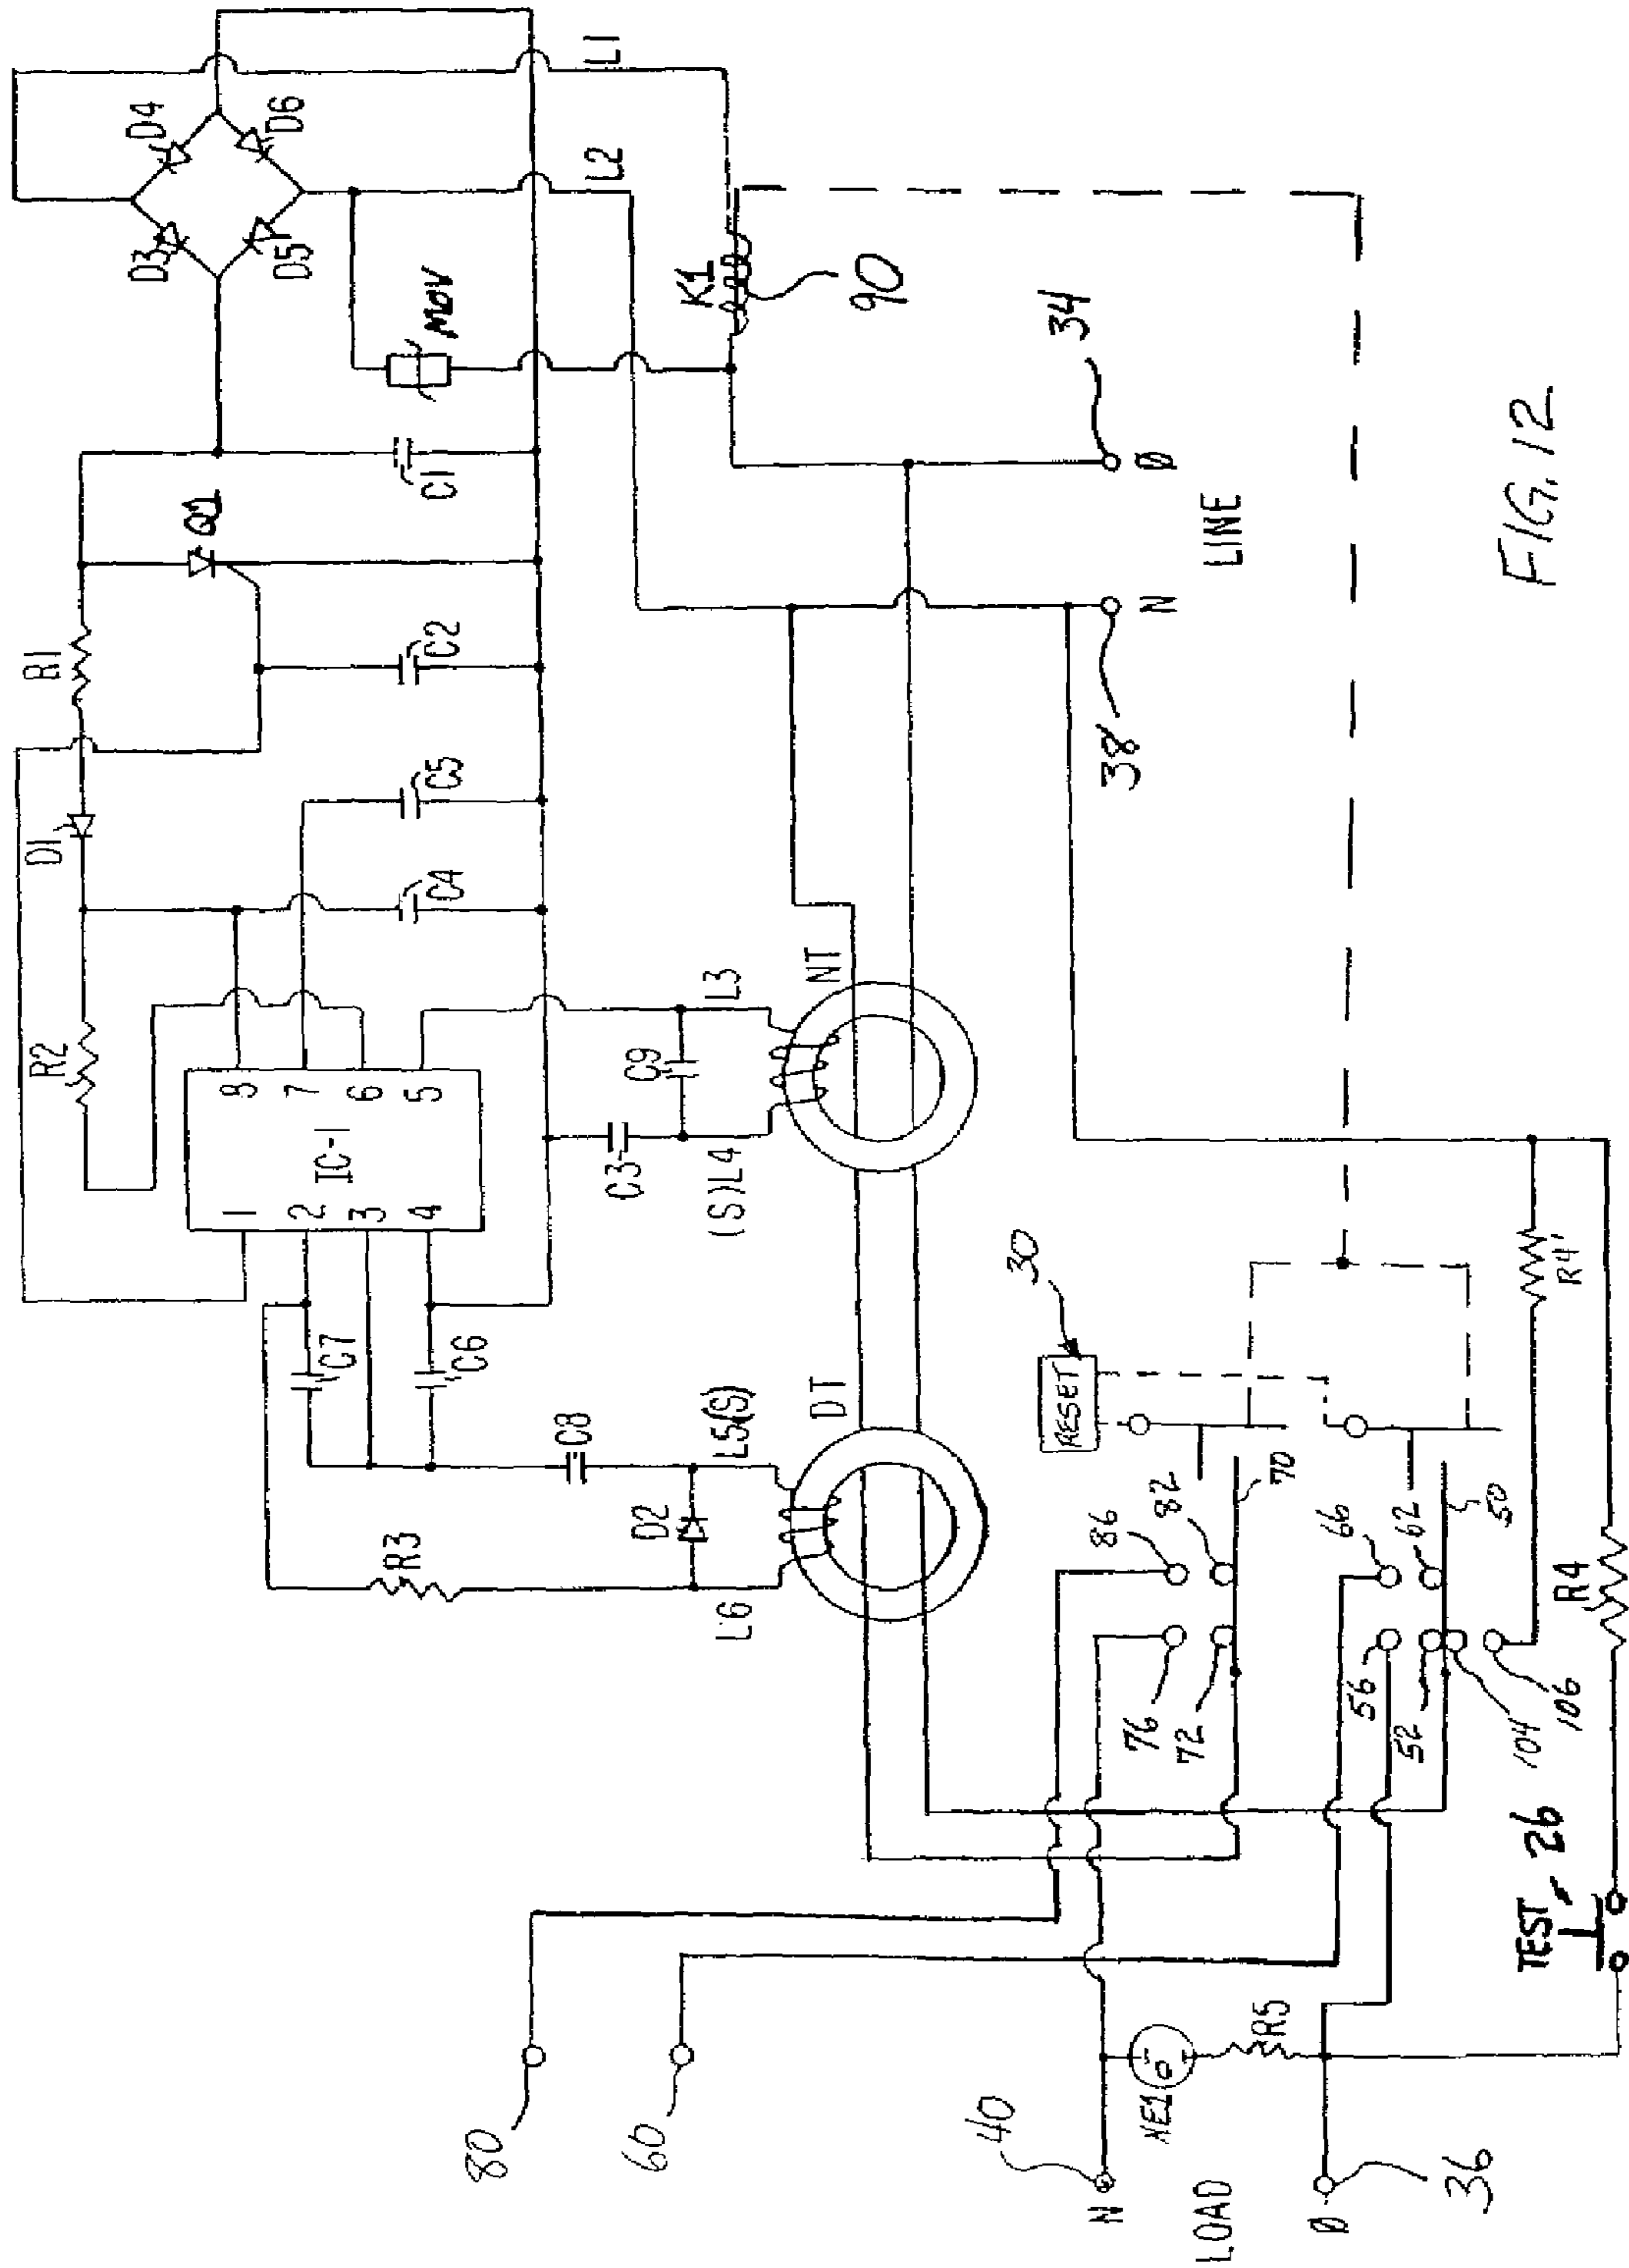 D4
D6
D3
D5
L1
L2
MOV
K1
90
C1
Q1
34
Ø
LINE
N
38
R1
C2
D1
C5
C4
R2
8
7
6
5
IC-1
1
2
3
4
C9
L3
C3
(S)L4
NT
C7
C6
C8
L5(S)
DT
R3
D2
L6
RESET
30
86
82
70
76
72
66
62
50
56
52
104
106
R4'
R4
TEST
26
80
60
40
N
NE1
R5
LOAD
Ø
36
FIG. 12